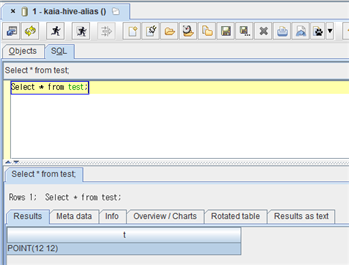 1 - kaia-hive-alias ()
Objects SQL
Select * from test;
Select * from test;
Select * from test;
Rows 1; Select * from test;
Results Meta data Info Overview / Charts Rotated table Results as text
t
POINT(12 12)